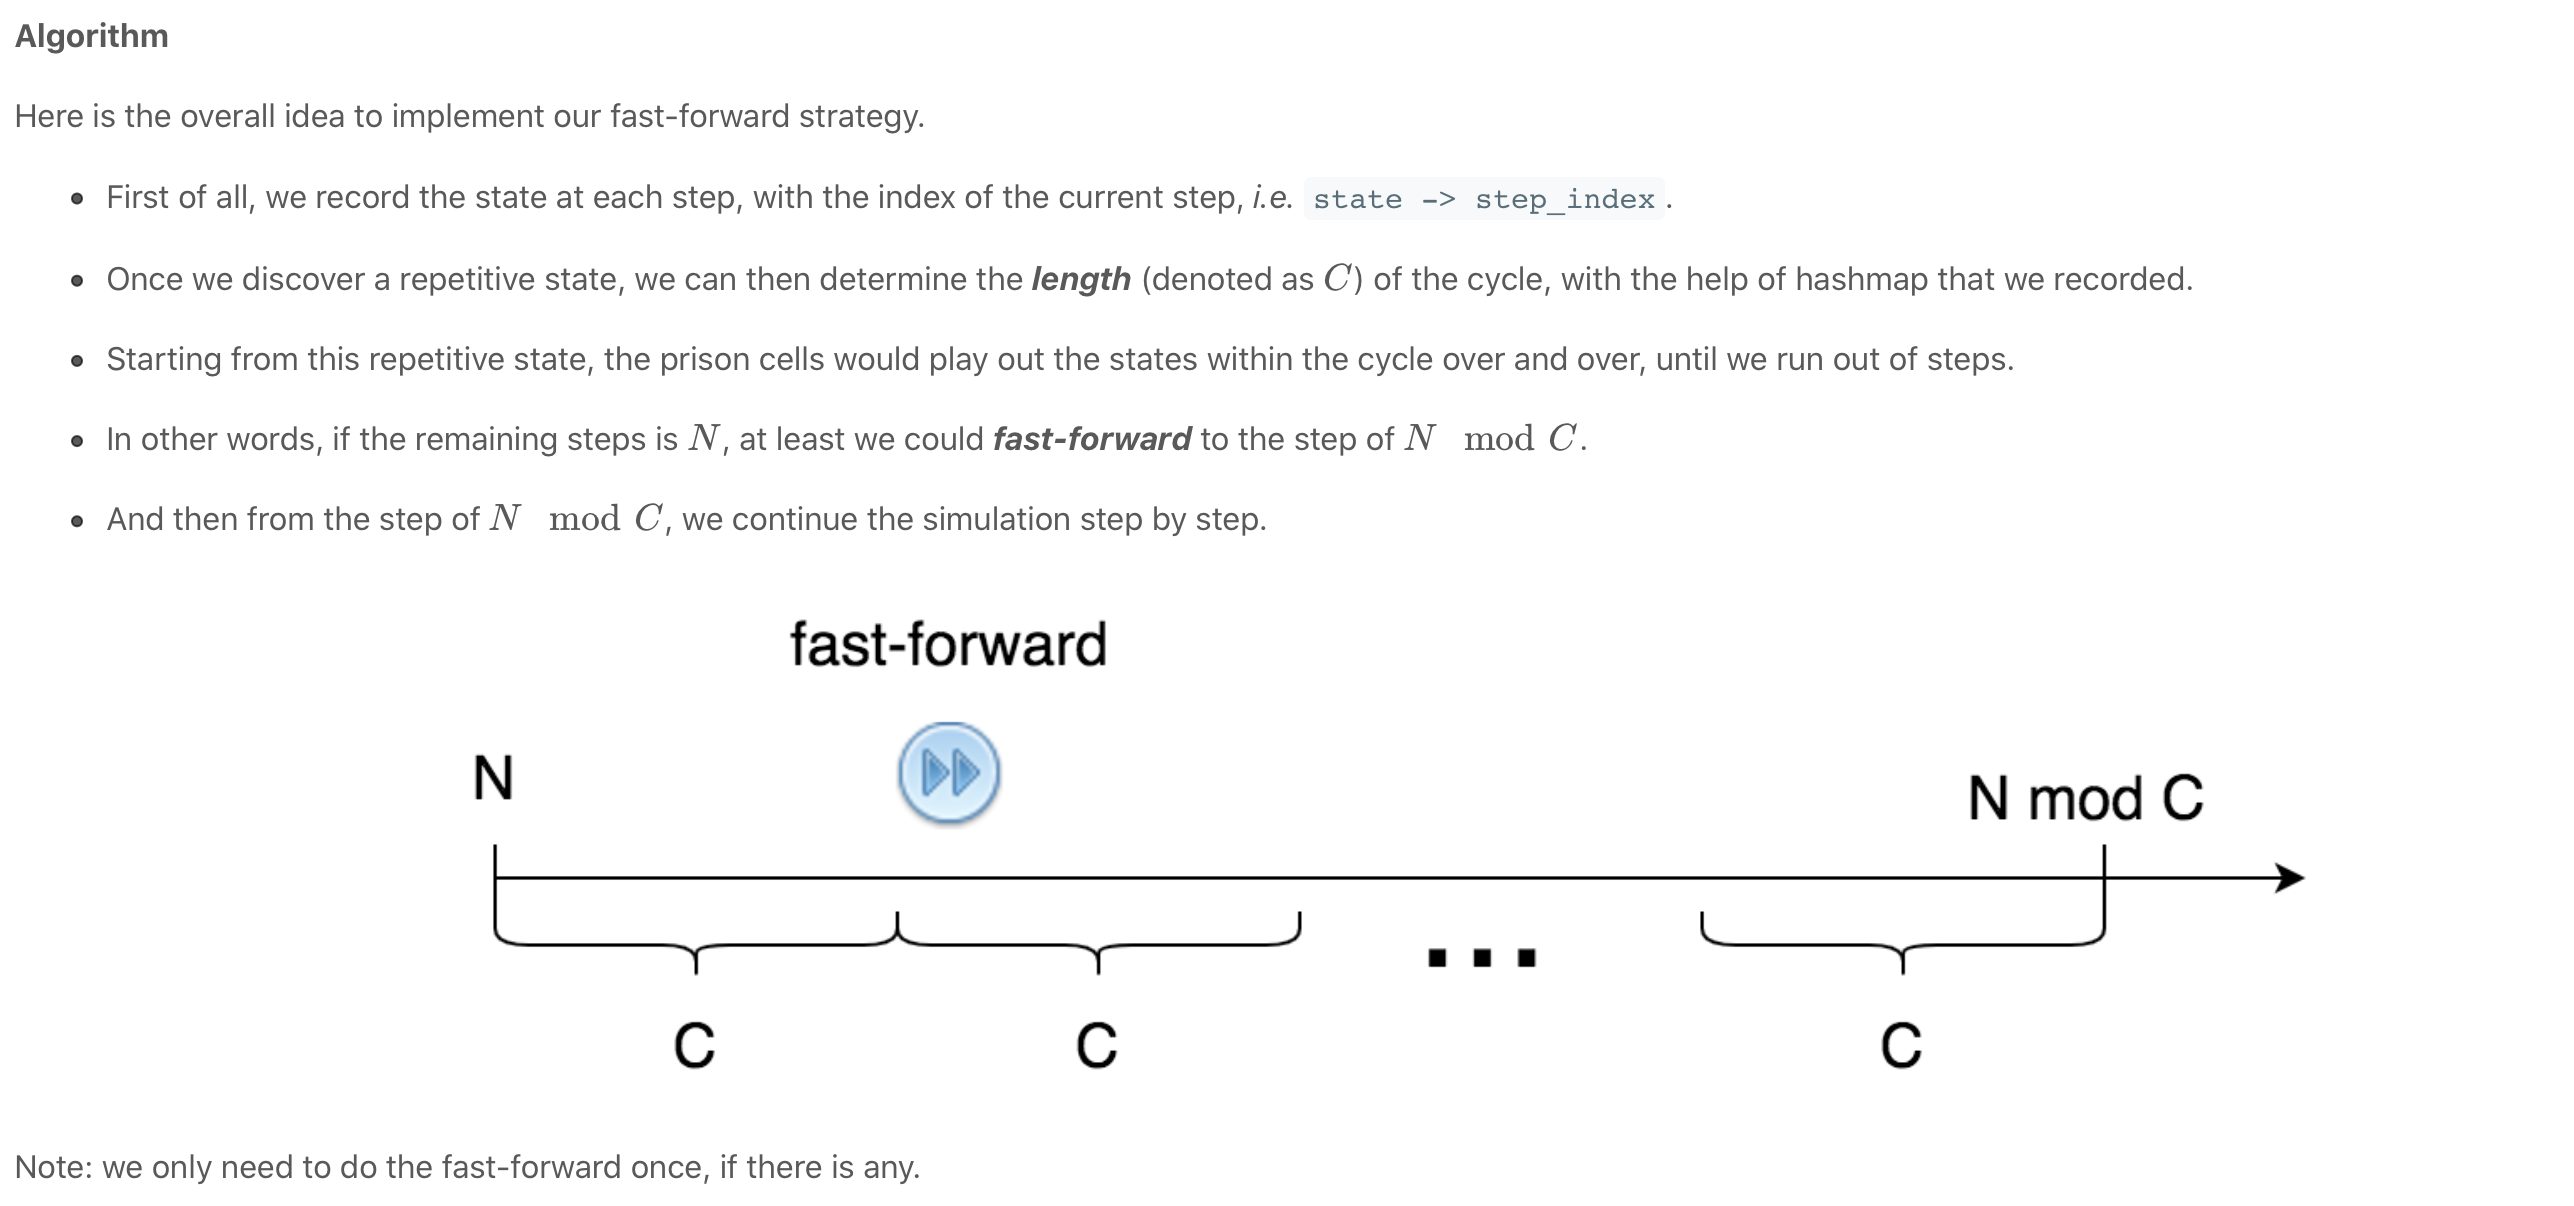 Algorithm
Here is the overall idea to implement our fast-forward strategy.
First of all, we record the state at each step, with the index of the current step, i.e. state -> step_index.
Once we discover a repetitive state, we can then determine the length (denoted as C) of the cycle, with the help of hashmap that we recorded.
Starting from this repetitive state, the prison cells would play out the states within the cycle over and over, until we run out of steps.
In other words, if the remaining steps is N, at least we could fast-forward to the step of N mod C.
And then from the step of N mod C, we continue the simulation step by step.
fast-forward
N
N mod C
...
C C C
Note: we only need to do the fast-forward once, if there is any.